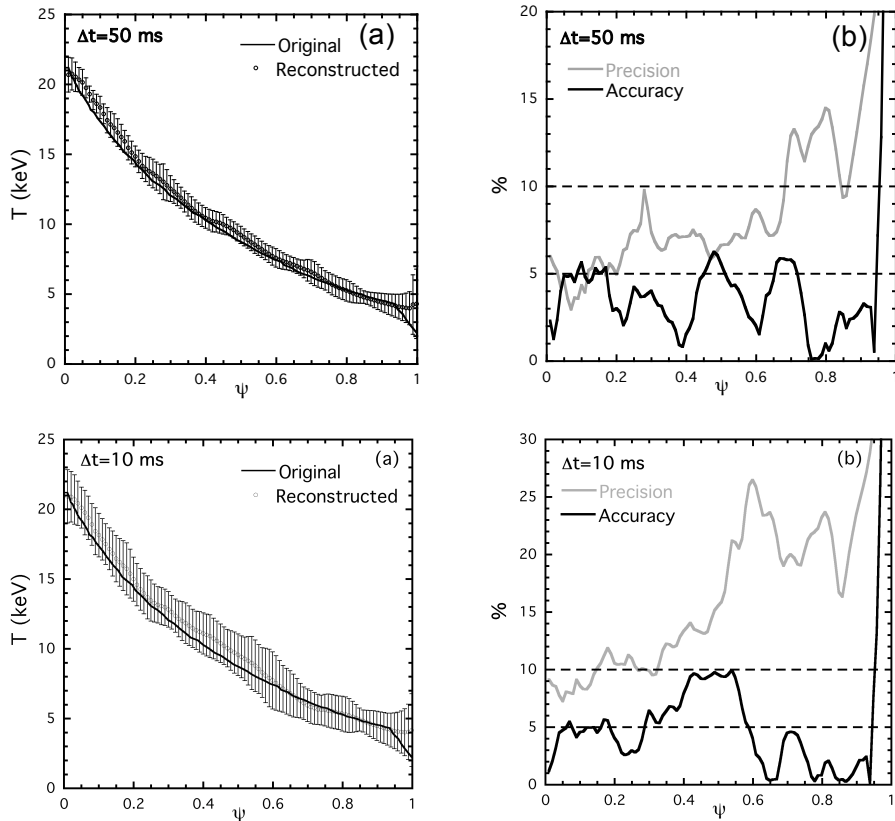 Δt=50 ms
(a)
Original
Reconstructed
T (keV)
25
20
15
10
5
0
0 0.2 0.4 0.6 0.8 1
ψ
Δt=50 ms
(b)
Precision
Accuracy
%
20
15
10
5
0
0 0.2 0.4 0.6 0.8 1
ψ
Δt=10 ms
(a)
Original
Reconstructed
T (keV)
25
20
15
10
5
0
0 0.2 0.4 0.6 0.8 1
ψ
Δt=10 ms
(b)
Precision
Accuracy
%
30
25
20
15
10
5
0
0 0.2 0.4 0.6 0.8 1
ψ